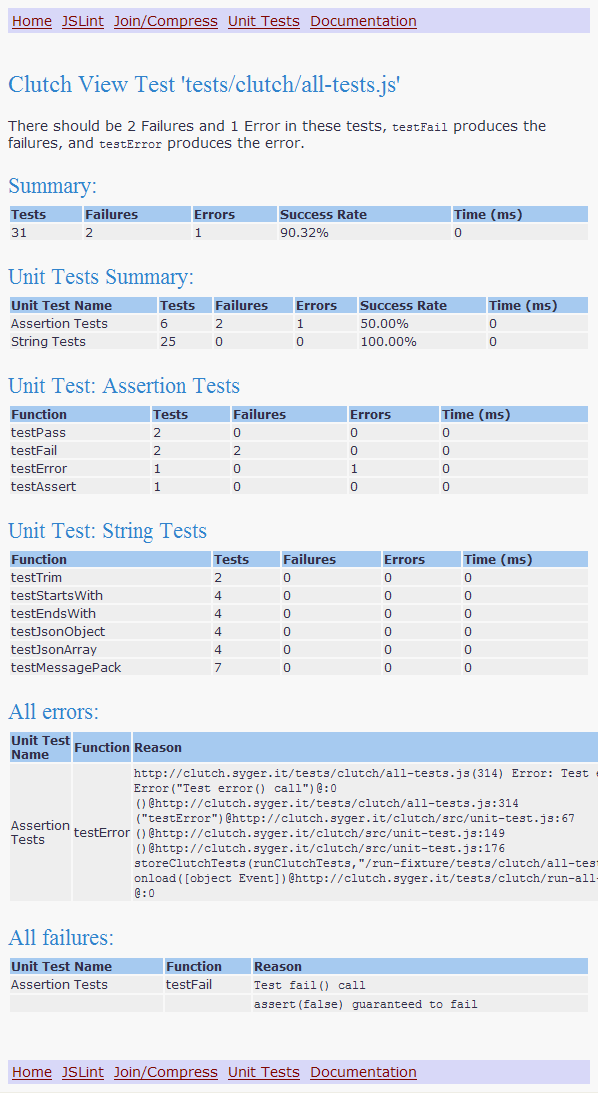 Home JSLint Join/Compress Unit Tests Documentation
Clutch View Test 'tests/clutch/all-tests.js'
There should be 2 Failures and 1 Error in these tests, testFail produces the
failures, and testError produces the error.
Summary:
Tests Failures Errors Success Rate Time (ms)
31 2 1 90.32% 0
Unit Tests Summary:
Unit Test Name Tests Failures Errors Success Rate Time (ms)
Assertion Tests 6 2 1 50.00% 0
String Tests 25 0 0 100.00% 0
Unit Test: Assertion Tests
Function Tests Failures Errors Time (ms)
testPass 2 0 0 0
testFail 2 2 0 0
testError 1 0 1 0
testAssert 1 0 0 0
Unit Test: String Tests
Function Tests Failures Errors Time (ms)
testTrim 2 0 0 0
testStartsWith 4 0 0 0
testEndsWith 4 0 0 0
testJsonObject 4 0 0 0
testJsonArray 4 0 0 0
testMessagePack 7 0 0 0
All errors:
Unit Test
Name Function Reason
http://clutch.syger.it/tests/clutch/all-tests.js(314) Error: Test e
Error("Test error() call")@:0
()@http://clutch.syger.it/tests/clutch/all-tests.js:314
("testError")@http://clutch.syger.it/clutch/src/unit-test.js:67
Assertion
Tests testError
()@http://clutch.syger.it/clutch/src/unit-test.js:149
()@http://clutch.syger.it/clutch/src/unit-test.js:176
storeClutchTests(runClutchTests,"/run-fixture/tests/clutch/all-test
onload([object Event])@http://clutch.syger.it/tests/clutch/run-all-
@:0
All failures:
Unit Test Name Function Reason
Assertion Tests testFail Test fail() call
assert(false) guaranteed to fail
Home JSLint Join/Compress Unit Tests Documentation